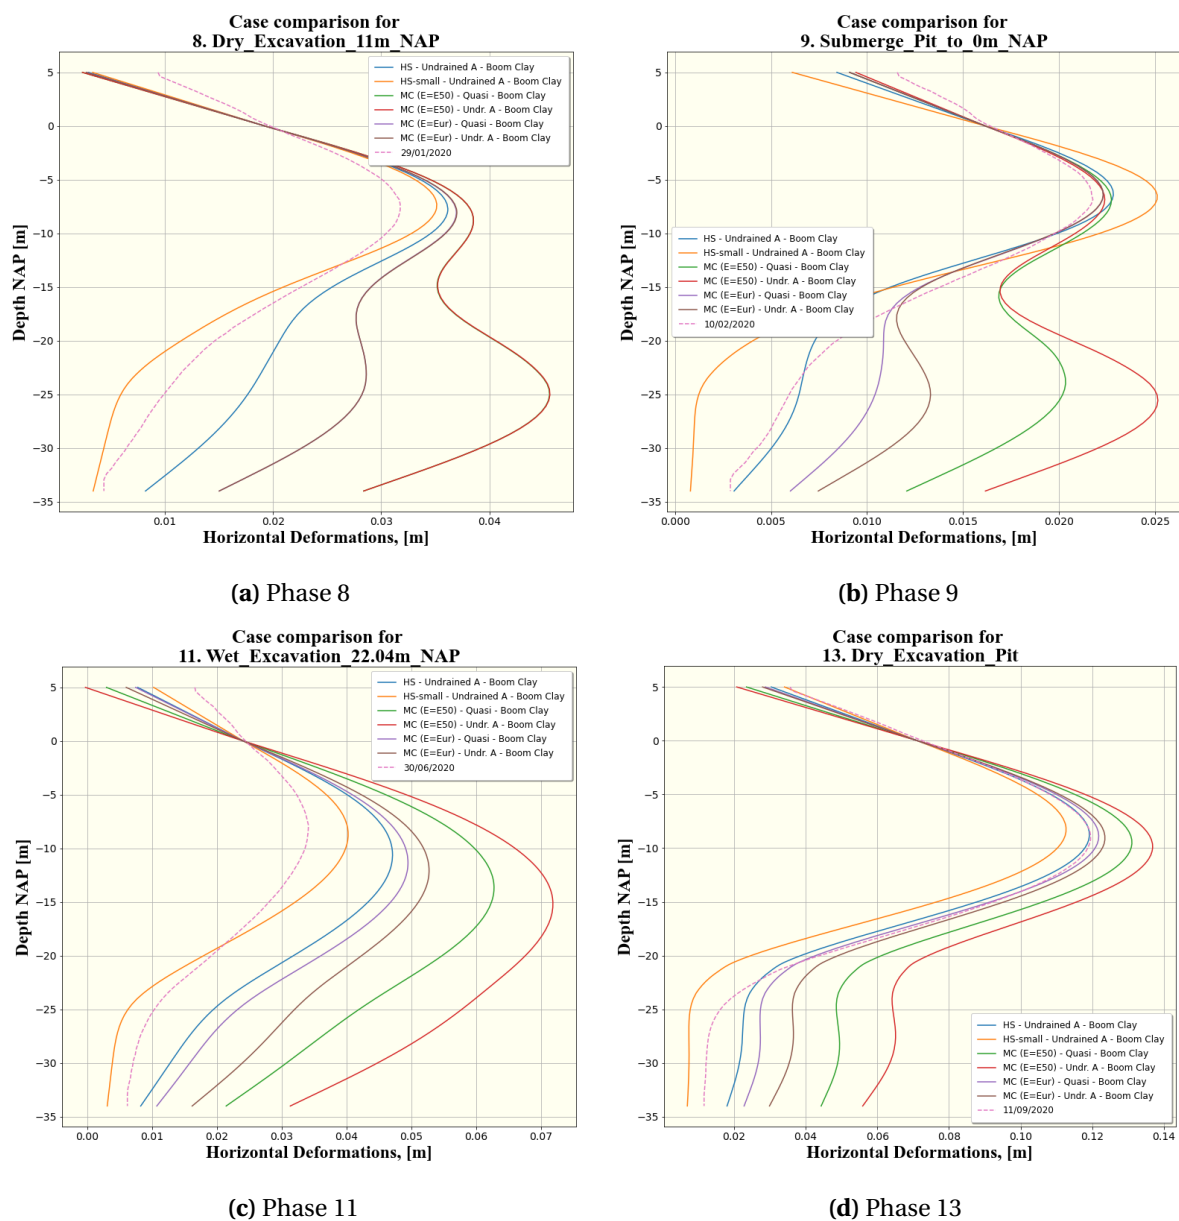 Case comparison for
8. Dry_Excavation_11m_NAP
HS - Undrained A - Boom Clay
HS-small - Undrained A - Boom Clay
MC (E=E50) - Quasi - Boom Clay
MC (E=E50) - Undr. A - Boom Clay
MC (E=Eur) - Quasi - Boom Clay
MC (E=Eur) - Undr. A - Boom Clay
29/01/2020
Depth NAP [m]
5
0
−5
−10
−15
−20
−25
−30
−35
0.01 0.02 0.03 0.04
Horizontal Deformations, [m]
(a) Phase 8
Case comparison for
9. Submerge_Pit_to_0m_NAP
HS - Undrained A - Boom Clay
HS-small - Undrained A - Boom Clay
MC (E=E50) - Quasi - Boom Clay
MC (E=E50) - Undr. A - Boom Clay
MC (E=Eur) - Quasi - Boom Clay
MC (E=Eur) - Undr. A - Boom Clay
10/02/2020
Depth NAP [m]
5
0
−5
−10
−15
−20
−25
−30
−35
0.000 0.005 0.010 0.015 0.020 0.025
Horizontal Deformations, [m]
(b) Phase 9
Case comparison for
11. Wet_Excavation_22.04m_NAP
HS - Undrained A - Boom Clay
HS-small - Undrained A - Boom Clay
MC (E=E50) - Quasi - Boom Clay
MC (E=E50) - Undr. A - Boom Clay
MC (E=Eur) - Quasi - Boom Clay
MC (E=Eur) - Undr. A - Boom Clay
30/06/2020
Depth NAP [m]
5
0
−5
−10
−15
−20
−25
−30
−35
0.00 0.01 0.02 0.03 0.04 0.05 0.06 0.07
Horizontal Deformations, [m]
(c) Phase 11
Case comparison for
13. Dry_Excavation_Pit
HS - Undrained A - Boom Clay
HS-small - Undrained A - Boom Clay
MC (E=E50) - Quasi - Boom Clay
MC (E=E50) - Undr. A - Boom Clay
MC (E=Eur) - Quasi - Boom Clay
MC (E=Eur) - Undr. A - Boom Clay
11/09/2020
Depth NAP [m]
5
0
−5
−10
−15
−20
−25
−30
−35
0.02 0.04 0.06 0.08 0.10 0.12 0.14
Horizontal Deformations, [m]
(d) Phase 13